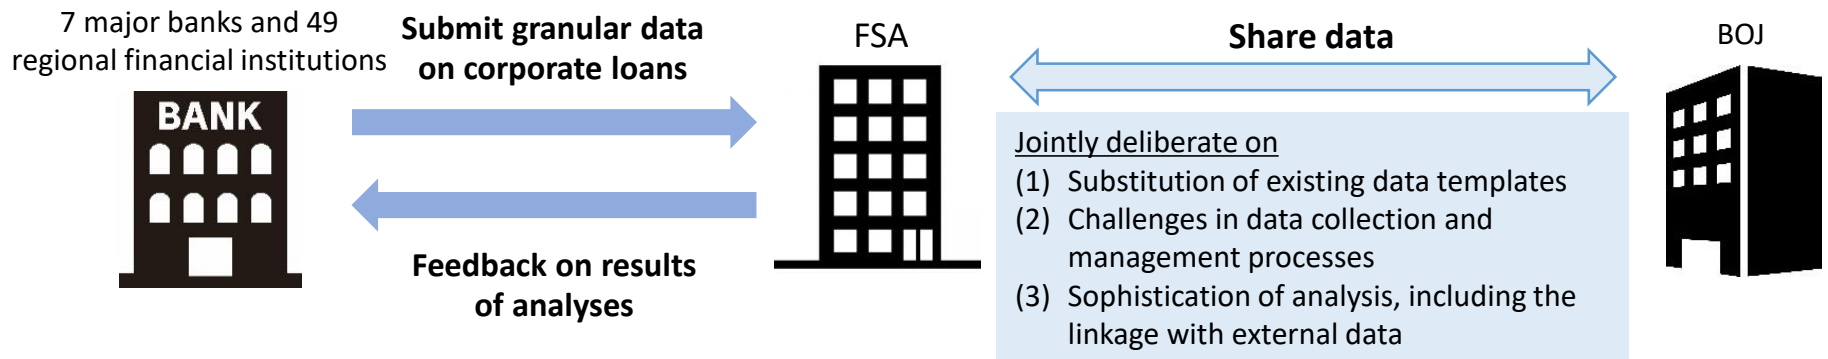 7 major banks and 49
regional financial institutions
BANK
Submit granular data
on corporate loans
Feedback on results
of analyses
FSA
Share data
Jointly deliberate on
(1) Substitution of existing data templates
(2) Challenges in data collection and
management processes
(3) Sophistication of analysis, including the
linkage with external data
BOJ